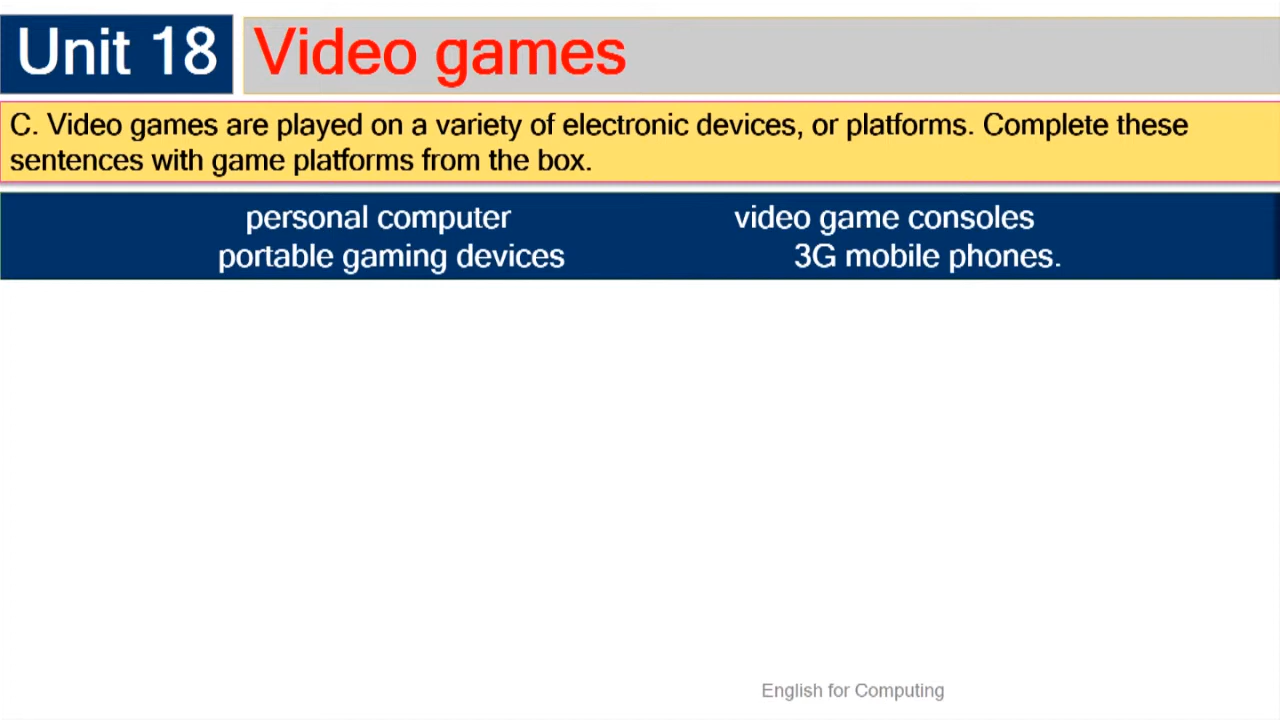 Unit 18 Video games
C. Video games are played on a variety of electronic devices, or platforms. Complete these
sentences with game platforms from the box.
personal computer video game consoles
portable gaming devices 3G mobile phones.
English for Computing